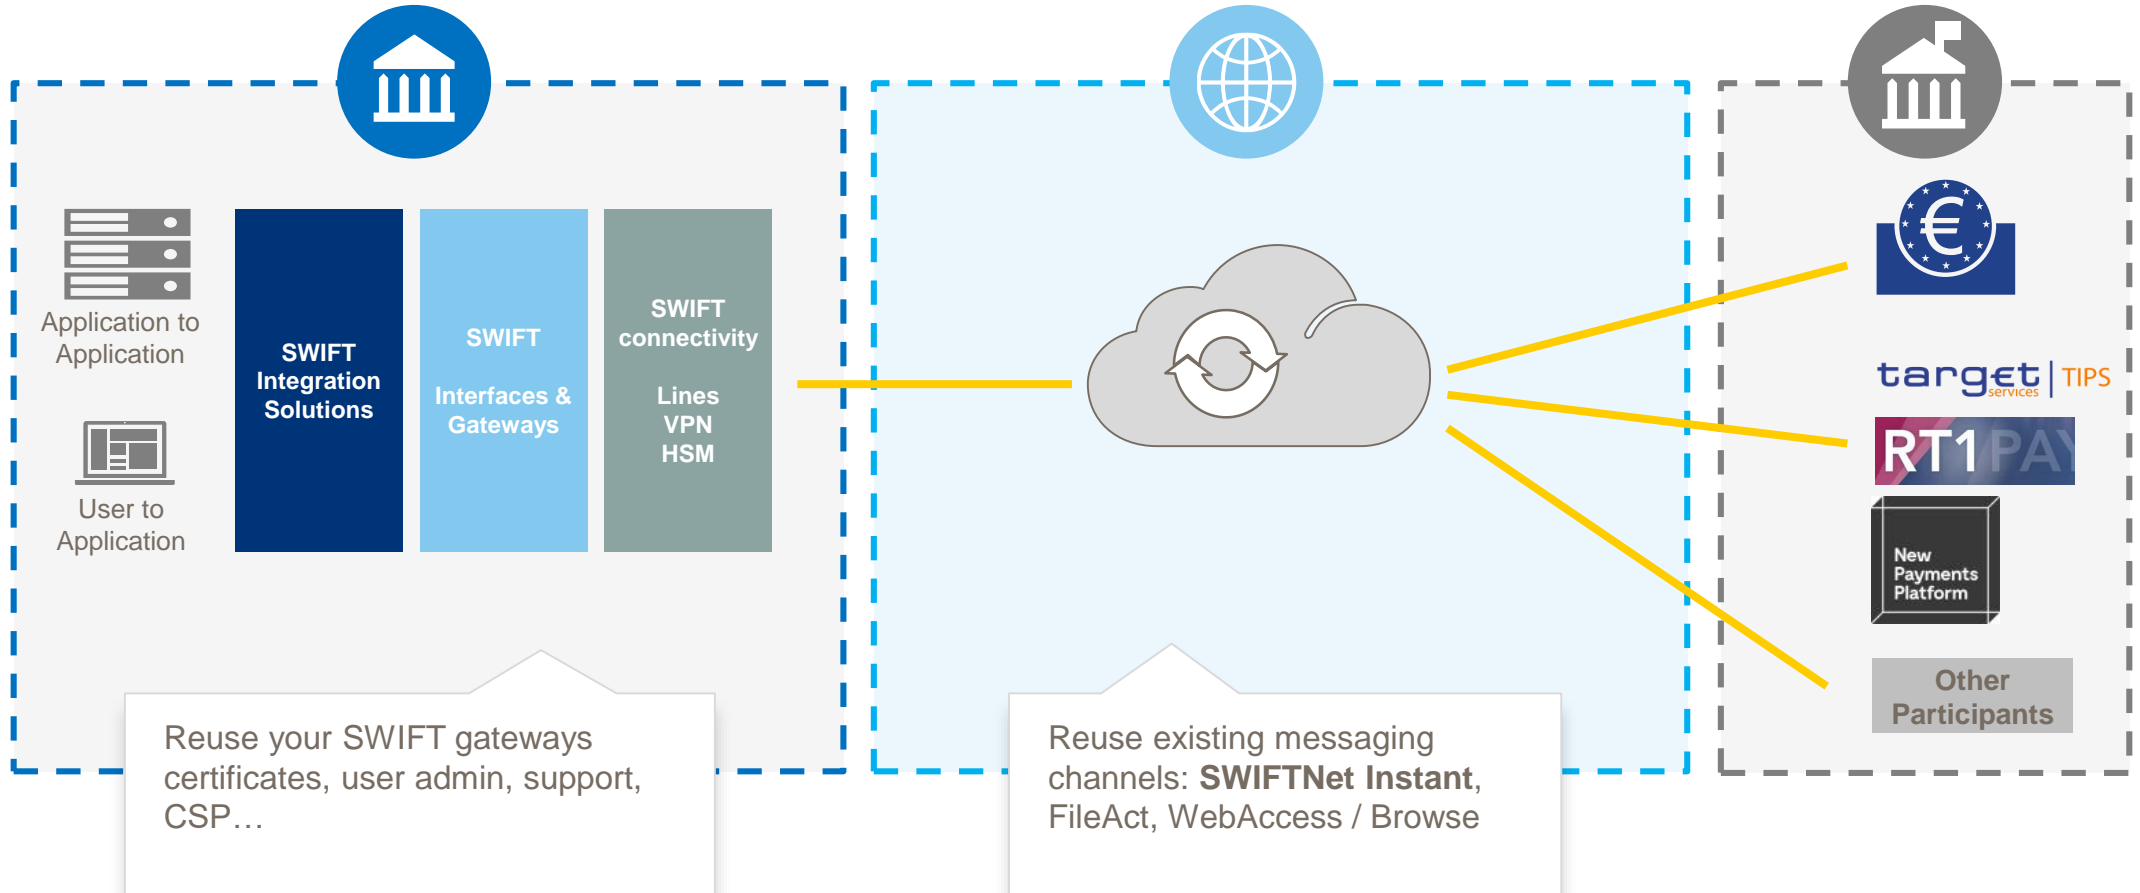 Application to
Application
User to
Application
SWIFT
Integration
Solutions
SWIFT
Interfaces &
Gateways
SWIFT
connectivity
Lines
VPN
HSM
€
target | TIPS
services
RT1 PAY
New
Payments
Platform
Other
Participants
Reuse your SWIFT gateways
certificates, user admin, support,
CSP…
Reuse existing messaging
channels: SWIFTNet Instant,
FileAct, WebAccess / Browse